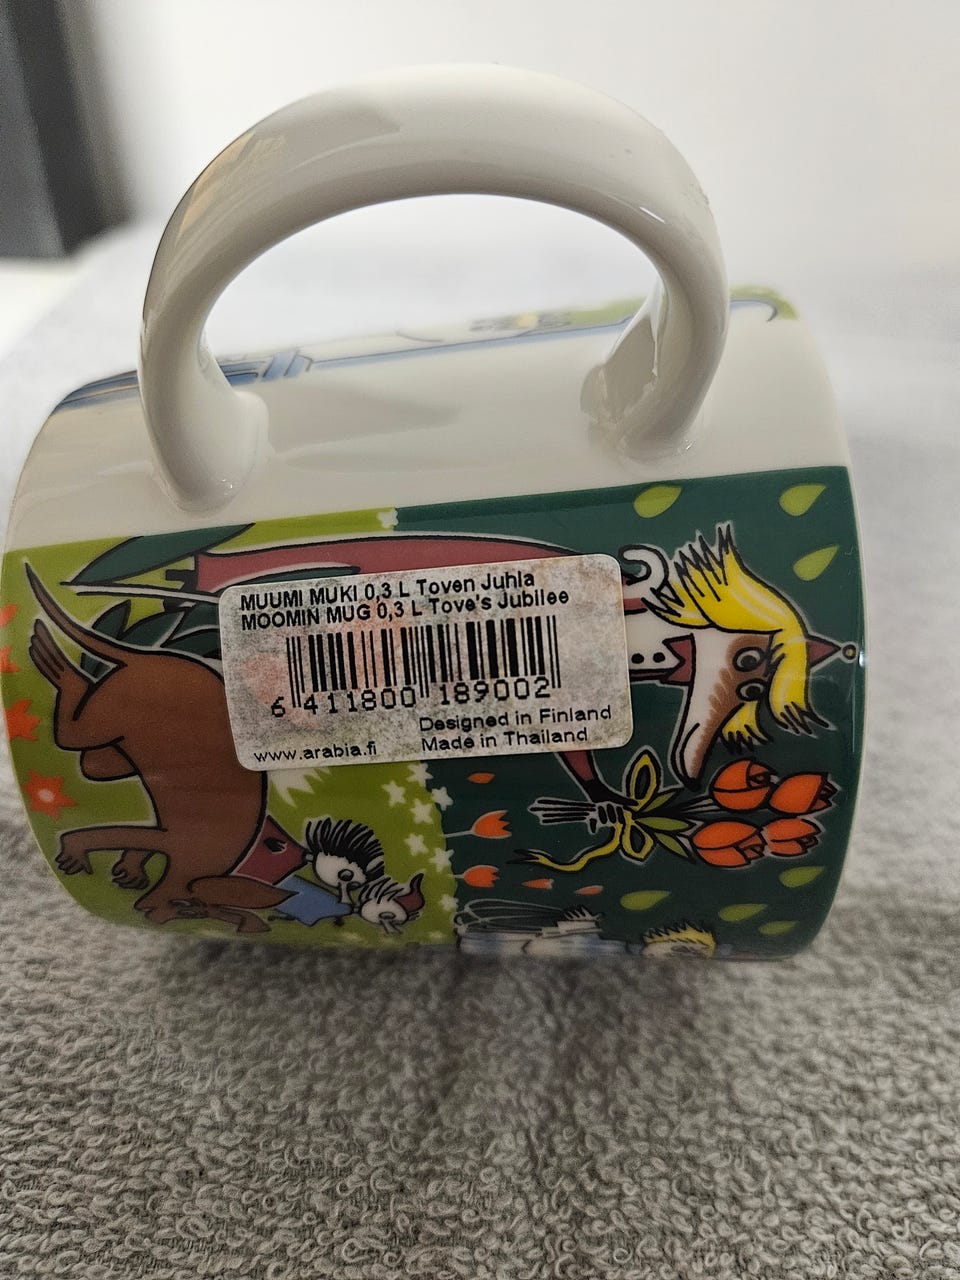 MUUMI MUKI 0,3 L Toven Juhla
MOOMIN MUG 0,3 L Tove's Jubilee
6 411800 189002
Designed in Finland
www.arabia.fi Made in Thailand